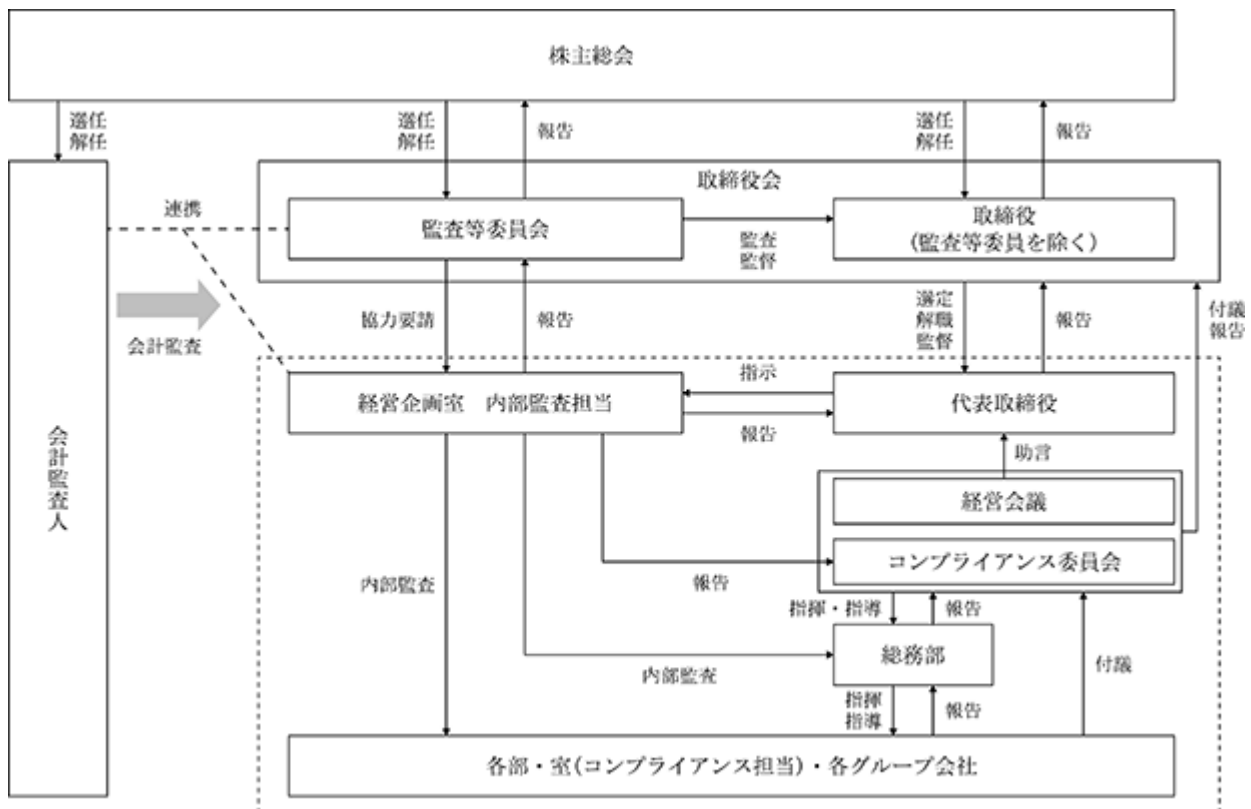 株主総会
選任
解任
選任
解任
報告
選任
解任
報告
取締役会
連携
監査等委員会
監査
監督
取締役
(監査等委員を除く)
会計監査
協力要請
報告
選定
解職
監督
報告
付議
報告
会計監査人
経営企画室　内部監査担当
指示
報告
代表取締役
助言
経営会議
コンプライアンス委員会
内部監査
報告
指揮・指導
報告
内部監査
総務部
付議
指揮
指導
報告
各部・室(コンプライアンス担当)・各グループ会社